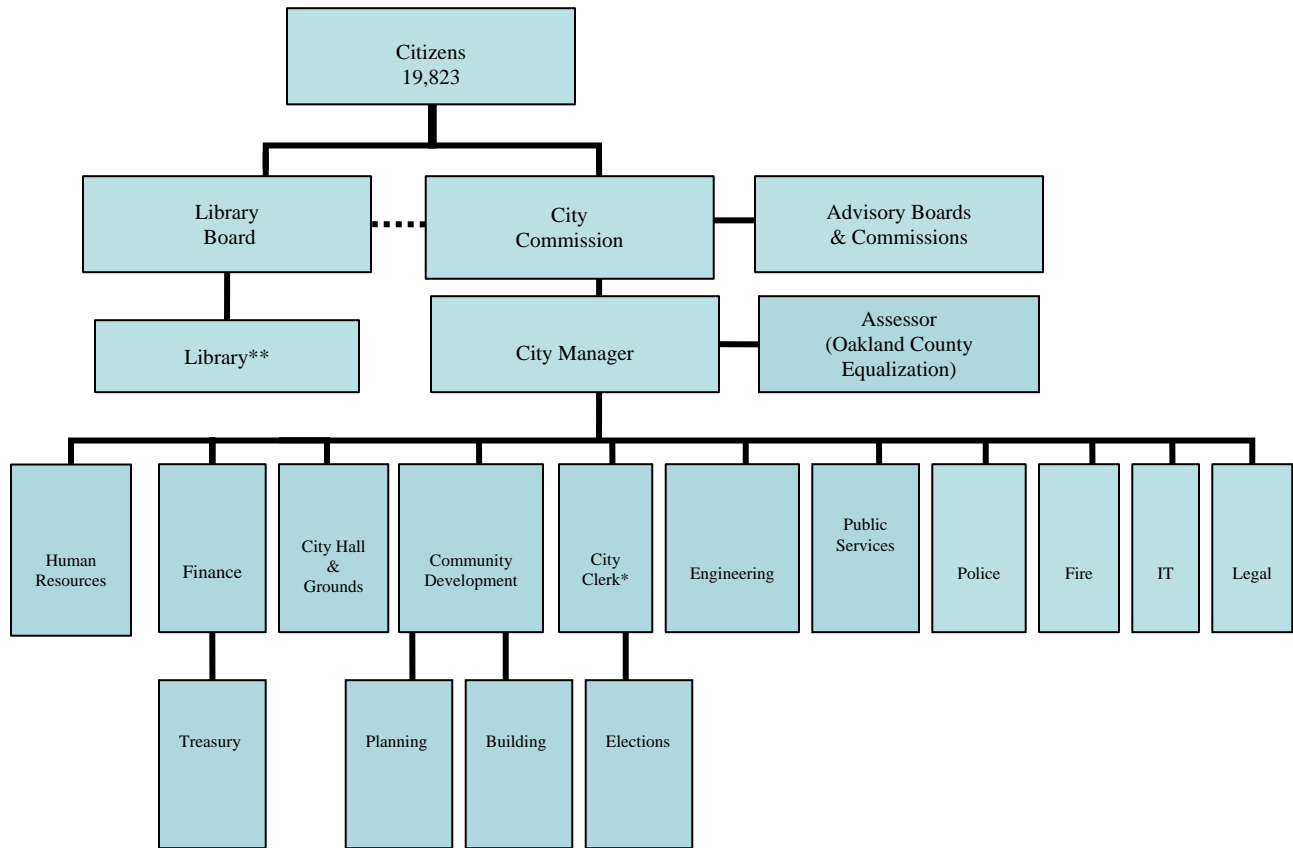 Citizens
19,823
Library
Board
City
Commission
Advisory Boards
& Commissions
Library**
City Manager
Assessor
(Oakland County
Equalization)
Human
Resources
Finance
City Hall
&
Grounds
Community
Development
City
Clerk*
Engineering
Public
Services
Police
Fire
IT
Legal
Treasury
Planning
Building
Elections